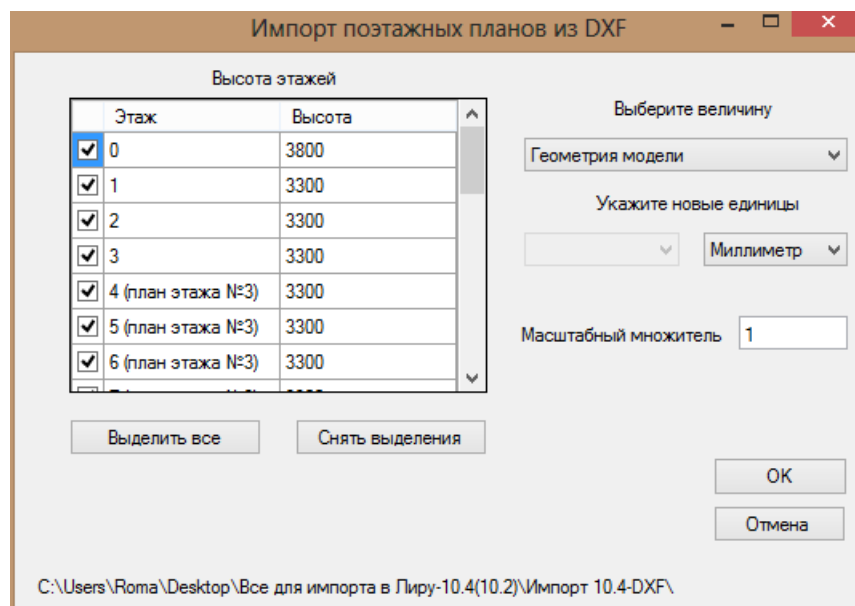 Импорт поэтажных планов из DXF
Высота этажей
Этаж Высота
0 3800
1 3300
2 3300
3 3300
4 (план этажа №3) 3300
5 (план этажа №3) 3300
6 (план этажа №3) 3300
Выделить все
Снять выделения
Выберите величину
Геометрия модели
Укажите новые единицы
Миллиметр
Масштабный множитель 1
OK
Отмена
C:\Users\Roma\Desktop\Все для импорта в Лиру-10.4(10.2)\Импорт 10.4-DXF\